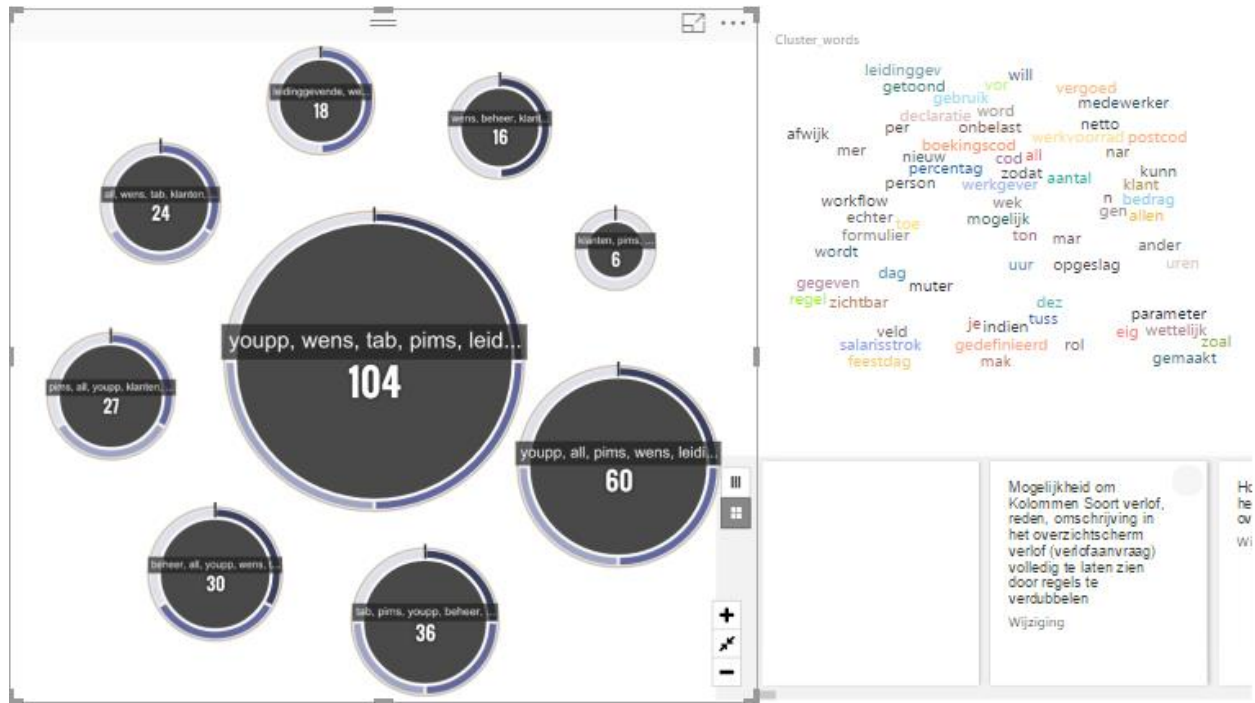 leidinggevende, we...
18
wens, beheer, klant...
16
all, wens, tab, klanten, ...
24
klanten, pims, ...
6
youpp, wens, tab, pims, leid...
104
pims, all, youpp, klanten, ...
27
youpp, all, pims, wens, leidi...
60
beheer, all, youpp, wens, t...
30
tab, pims, youpp, beheer, ...
36
Cluster_words
leidinggev
will
getoond
vor
vergoed
gebruik
medewerker
declaratie
word
per
onbelast
netto
afwijk
werkvoorrad
postcod
mer
boekingscod
nieuw
cod
all
nar
percentag
zodat
aantal
kunn
person
werkgever
klant
workflow
wek
n
bedrag
echter
toe
mogelijk
gen
allen
formulier
ton
mar
ander
wordt
uur
opgeslag
uren
dag
gegeven
muter
regel
zichtbar
dez
parameter
veld
je
indien
tuss
eig
wettelijk
salarisstrok
gedefinieerd
rol
zoal
feestdag
mak
gemaakt
Mogelijkheid om
Kolommen Soort verlof,
reden, omschrijving in
het overzichtscherm
verlof (verlofaanvraag)
volledig te laten zien
door regels te
verdubbelen
Wijziging